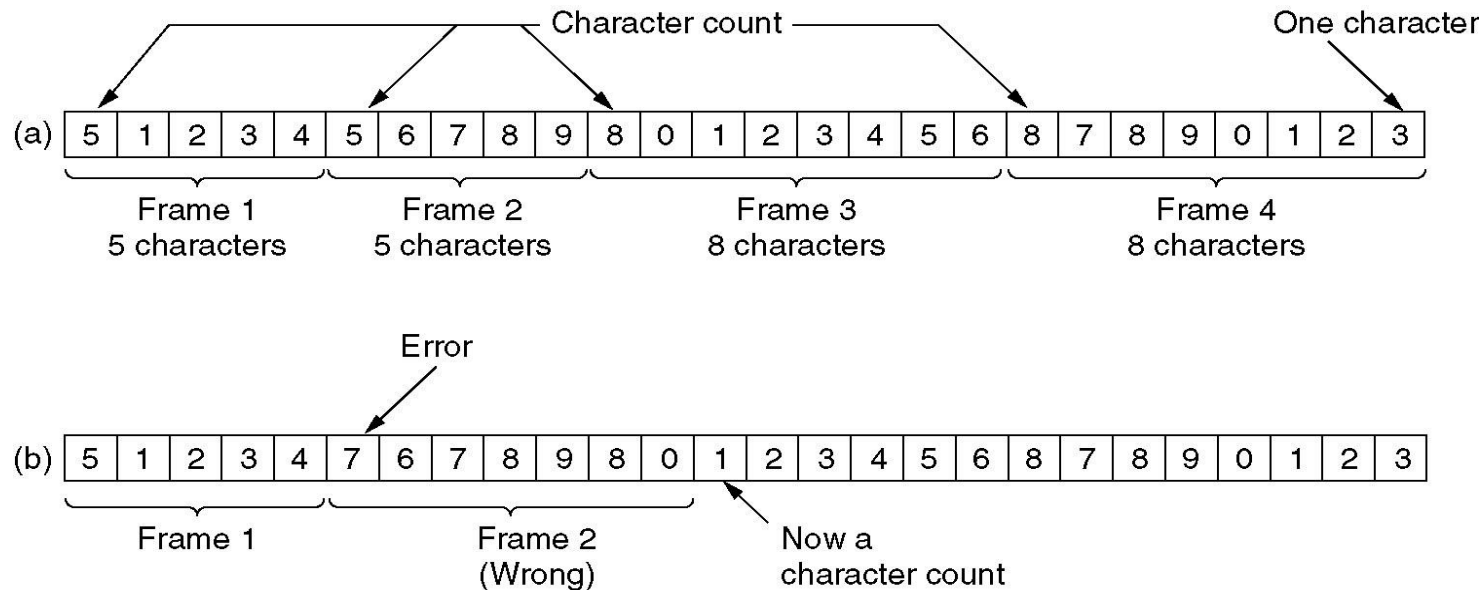 Character count One character
(a) 5 1 2 3 4 5 6 7 8 9 8 0 1 2 3 4 5 6 8 7 8 9 0 1 2 3
Frame 1 Frame 2 Frame 3 Frame 4
5 characters 5 characters 8 characters 8 characters
Error
(b) 5 1 2 3 4 7 6 7 8 9 8 0 1 2 3 4 5 6 8 7 8 9 0 1 2 3
Frame 1 Frame 2 Now a
(Wrong) character count